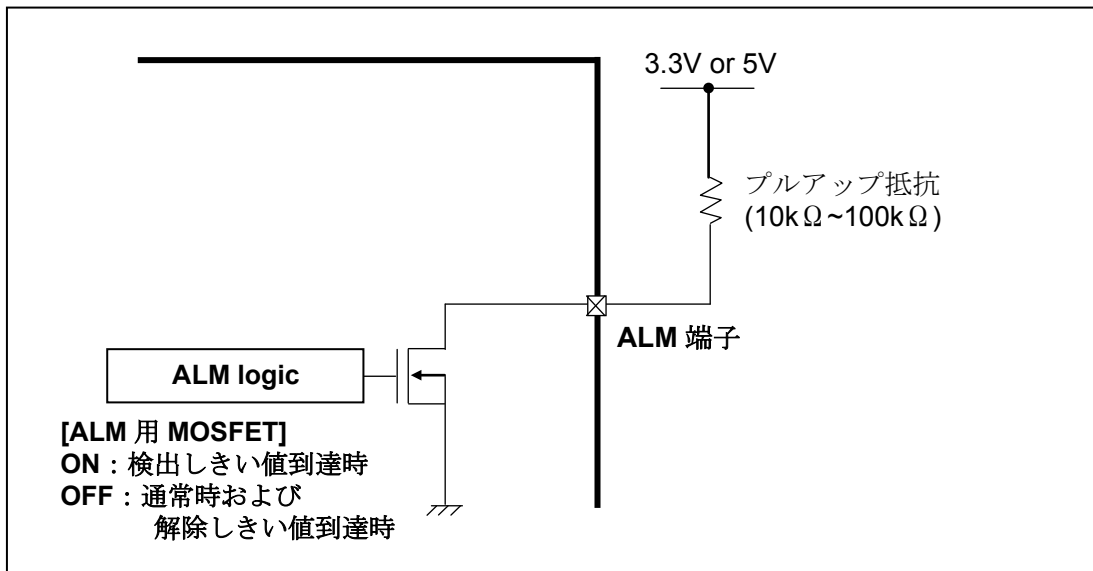 3.3V or 5V
プルアップ抵抗
(10kΩ~100kΩ)
ALM 端子
ALM logic
[ALM 用 MOSFET]
ON：検出しきい値到達時
OFF：通常時および
解除しきい値到達時